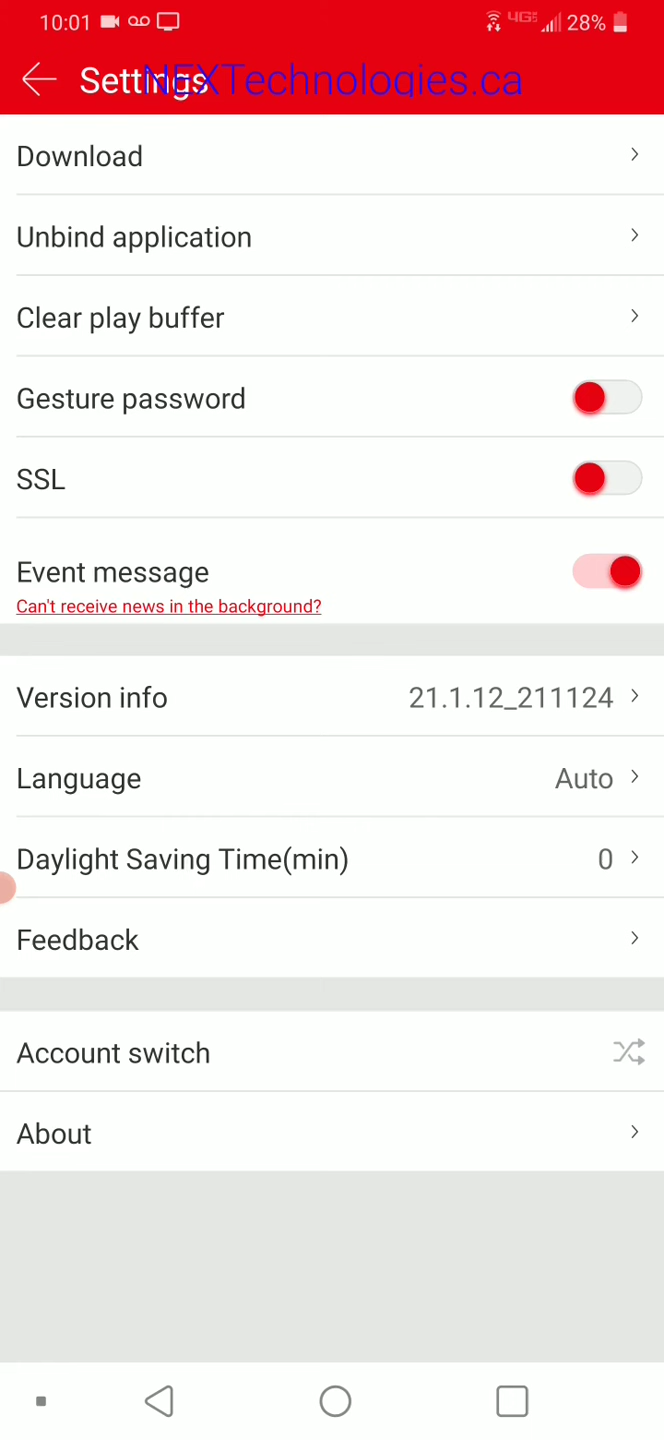 10:01 4GE 28%
Settings
NEXTechnologies.ca
Download
Unbind application
Clear play buffer
Gesture password
SSL
Event message
Can't receive news in the background?
Version info 21.1.12_211124
Language Auto
Daylight Saving Time(min) 0
Feedback
Account switch
About